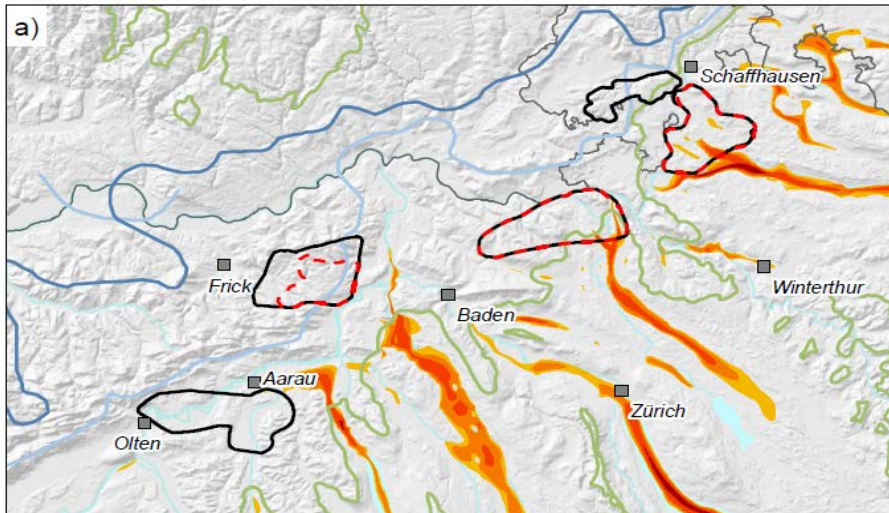 a)
Schaffhausen
Frick
Winterthur
Baden
Aarau
Zürich
Olten